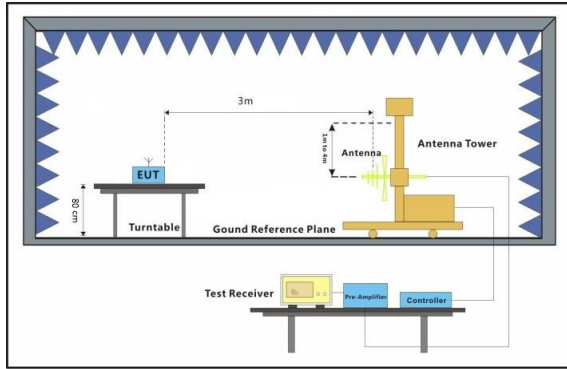 3m
1m to 4m
Antenna
Antenna Tower
EUT
80 cm
Turntable
Gound Reference Plane
Test Receiver
Pre-Amplifier
Controller